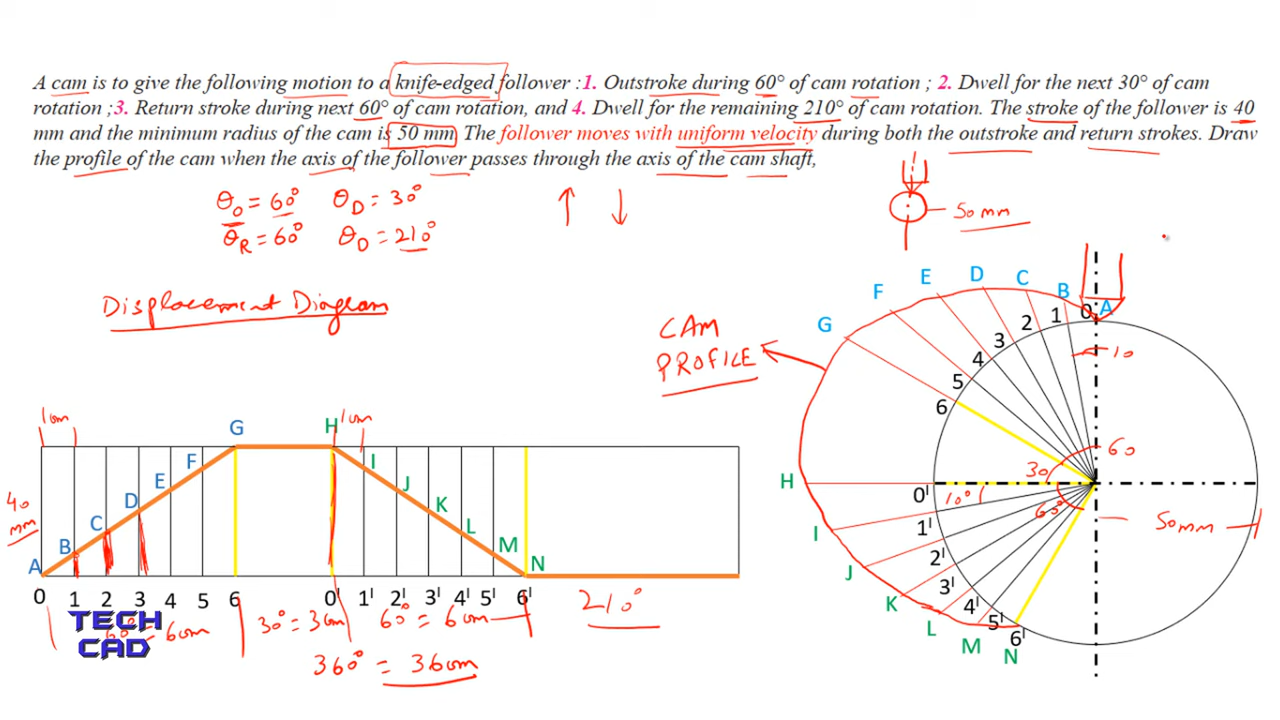 A cam is to give the following motion to a knife-edged follower :1. Outstroke during 60° of cam rotation ; 2. Dwell for the next 30° of cam
rotation ;3. Return stroke during next 60° of cam rotation, and 4. Dwell for the remaining 210° of cam rotation. The stroke of the follower is 40
mm and the minimum radius of the cam is 50 mm. The follower moves with uniform velocity during both the outstroke and return strokes. Draw
the profile of the cam when the axis of the follower passes through the axis of the cam shaft,
θO = 60° θD = 30°
θR = 60° θD = 210°
50 mm
Displacement Diagram
CAM
PROFILE
G F E D C B A
6 5 4 3 2 1 0
10
60
30
H 0' 10° 60°
50mm
I 1'
J 2'
K 3'
L 4'
M 5'
N 6'
1cm 1cm
G H
40
mm
A B C D E F I J K L M N
0 1 2 3 4 5 6 0' 1' 2' 3' 4' 5' 6'
60° = 6cm 30° = 3cm 60° = 6cm 210°
360° = 36cm
TECH
CAD